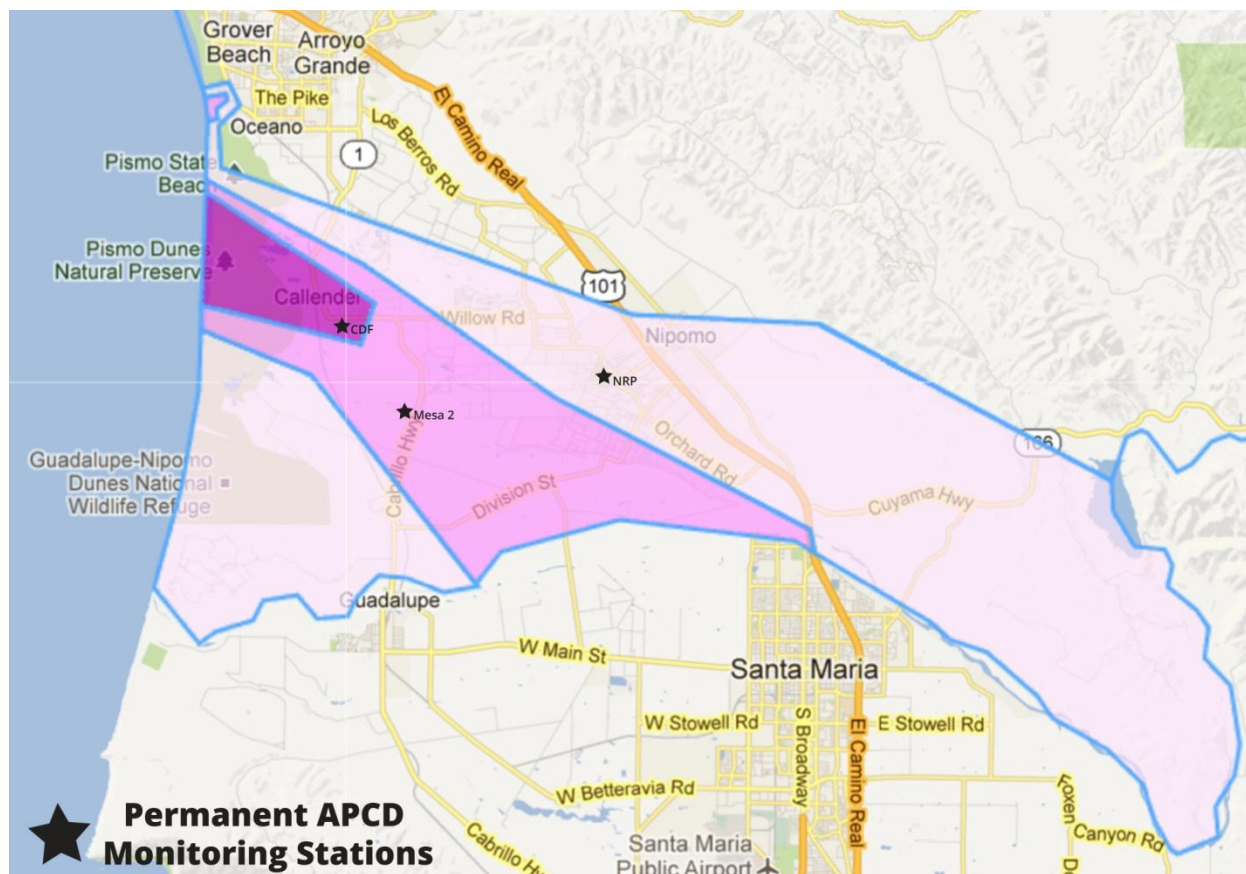 Grover
Beach
Arroyo
Grande
The Pike
El Camino Real
Oceano
Los Berros Rd
1
Pismo State
Beach
Pismo Dunes
Natural Preserve
101
Callender
CDF
Willow Rd
Nipomo
NRP
Mesa 2
Orchard Rd
166
Guadalupe-Nipomo
Dunes National
Wildlife Refuge
Cabrillo Hwy
Division St
Cuyama Hwy
Guadalupe
W Main St
Santa Maria
W Stowell Rd
S Broadway
El Camino Real
E Stowell Rd
W Betteravia Rd
Foxen
Canyon Rd
Permanent APCD
Monitoring Stations
Cabrillo
Santa Maria
Public Airport